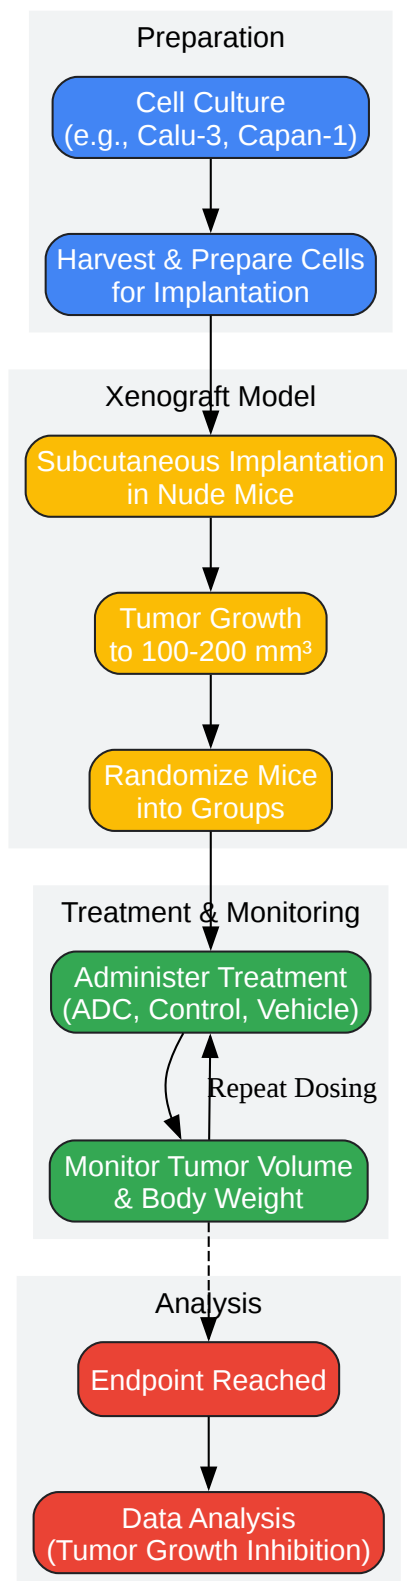 Preparation
Cell Culture
(e.g., Calu-3, Capan-1)
Harvest & Prepare Cells
for Implantation
Xenograft Model
Subcutaneous Implantation
in Nude Mice
Tumor Growth
to 100-200 mm³
Randomize Mice
into Groups
Treatment & Monitoring
Administer Treatment
(ADC, Control, Vehicle)
Repeat Dosing
Monitor Tumor Volume
& Body Weight
Analysis
Endpoint Reached
Data Analysis
(Tumor Growth Inhibition)